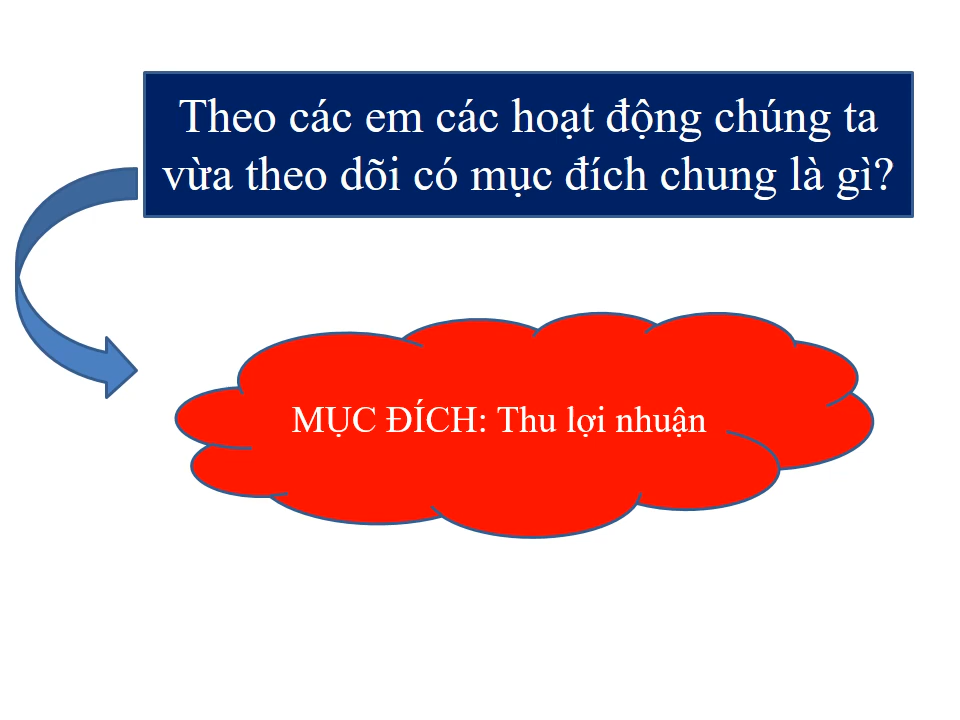 Theo các em các hoạt động chúng ta
vừa theo dõi có mục đích chung là gì?
MỤC ĐÍCH: Thu lợi nhuận